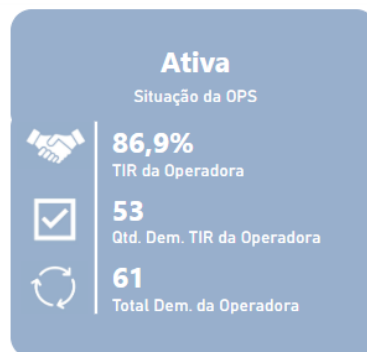 Ativa
Situação da OPS
86,9%
TIR da Operadora
53
Qtd. Dem. TIR da Operadora
61
Total Dem. da Operadora